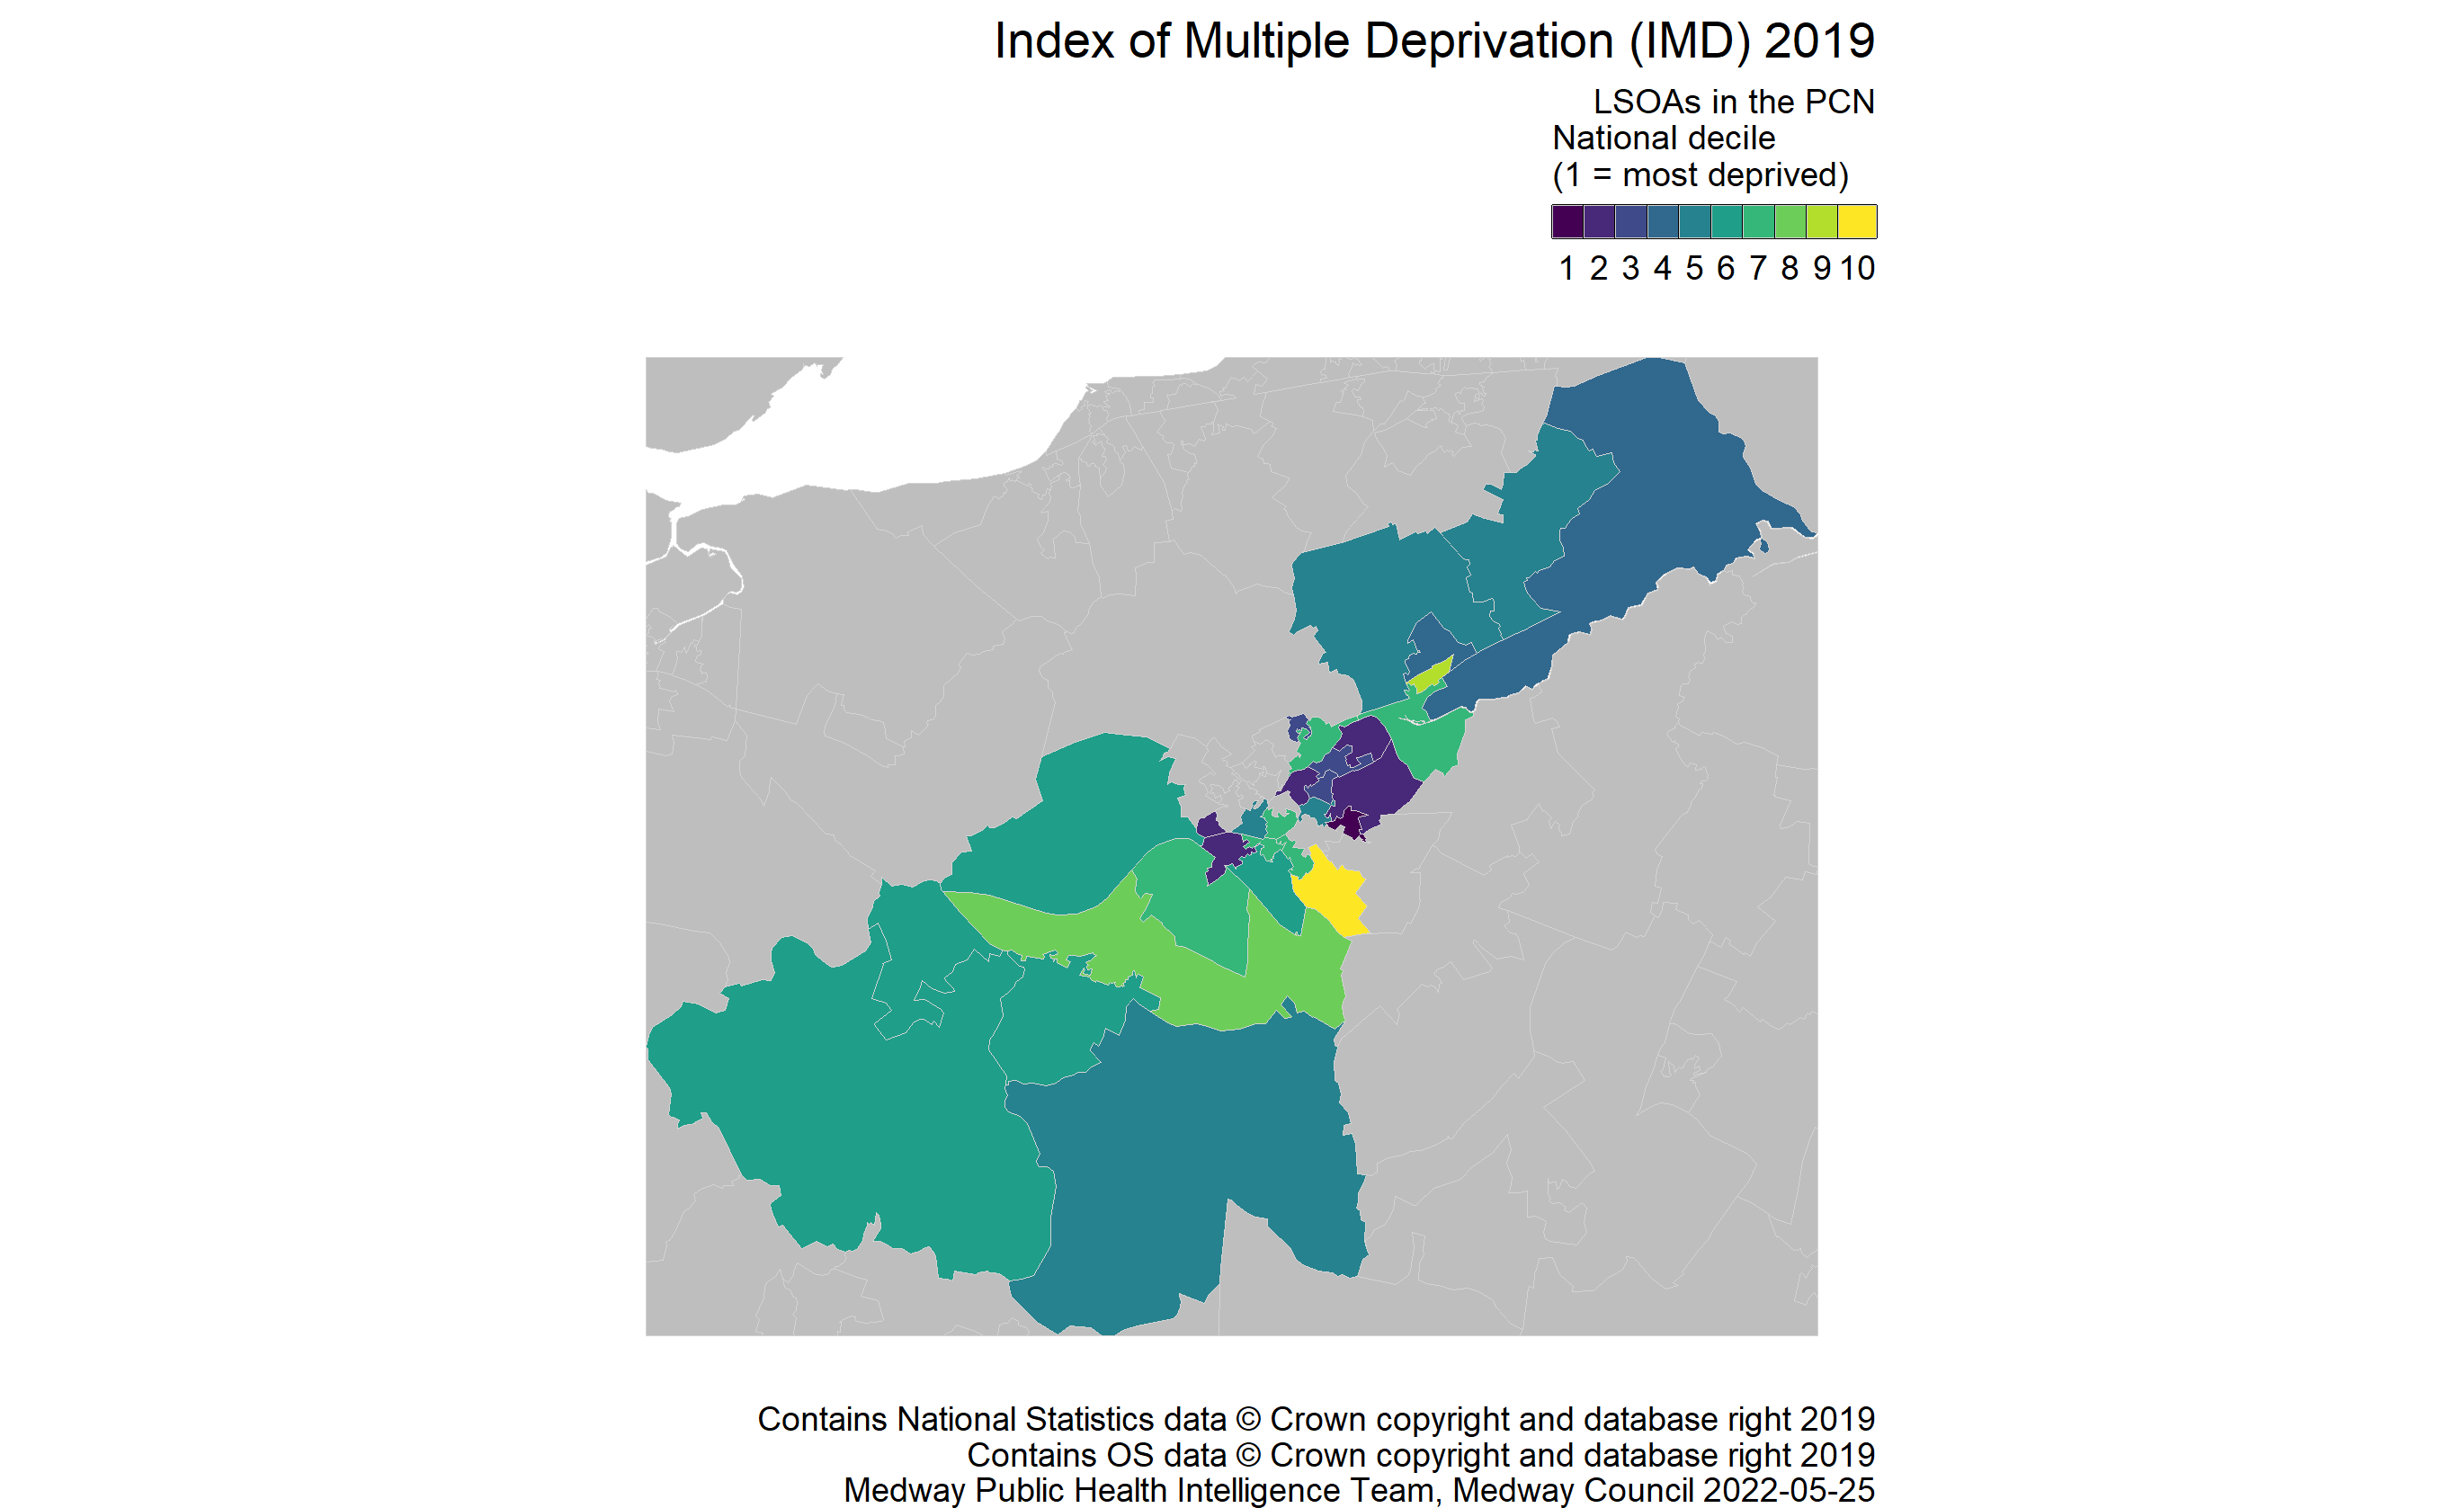 Index of Multiple Deprivation (IMD) 2019
LSOAs in the PCN
National decile
(1 = most deprived)
1 2 3 4 5 6 7 8 9 10
Contains National Statistics data © Crown copyright and database right 2019
Contains OS data © Crown copyright and database right 2019
Medway Public Health Intelligence Team, Medway Council 2022-05-25